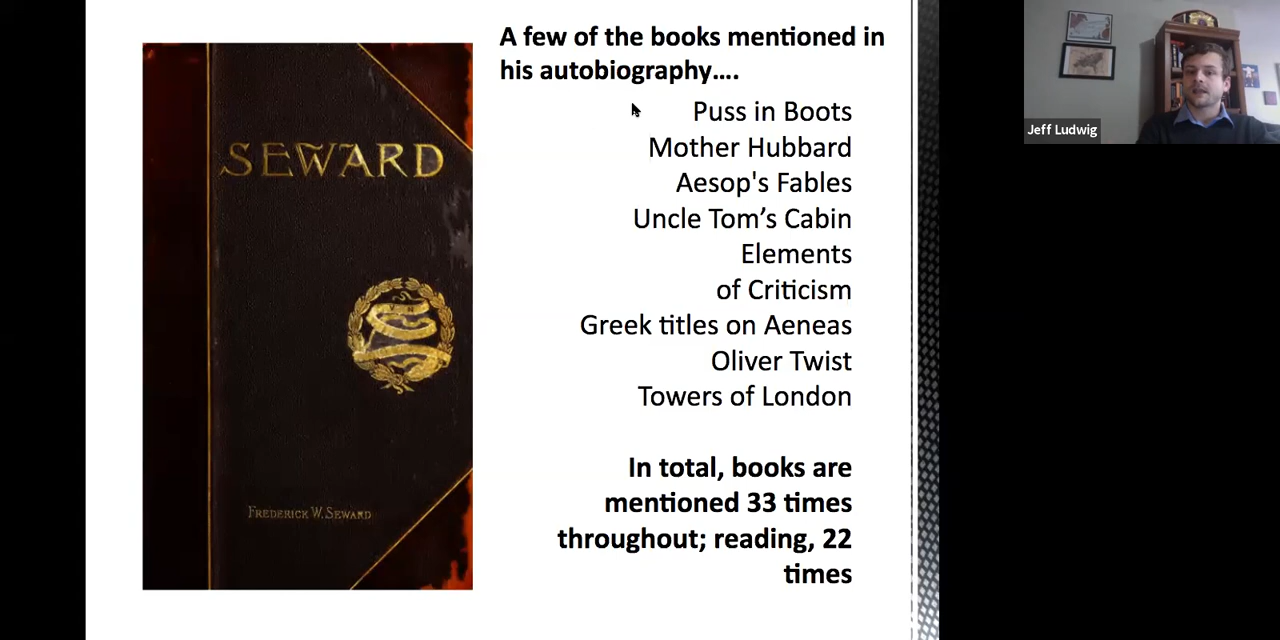 SEWARD
FREDERICK W. SEWARD
A few of the books mentioned in
his autobiography....
Puss in Boots
Mother Hubbard
Aesop's Fables
Uncle Tom’s Cabin
Elements
of Criticism
Greek titles on Aeneas
Oliver Twist
Towers of London
In total, books are
mentioned 33 times
throughout; reading, 22
times
Jeff Ludwig